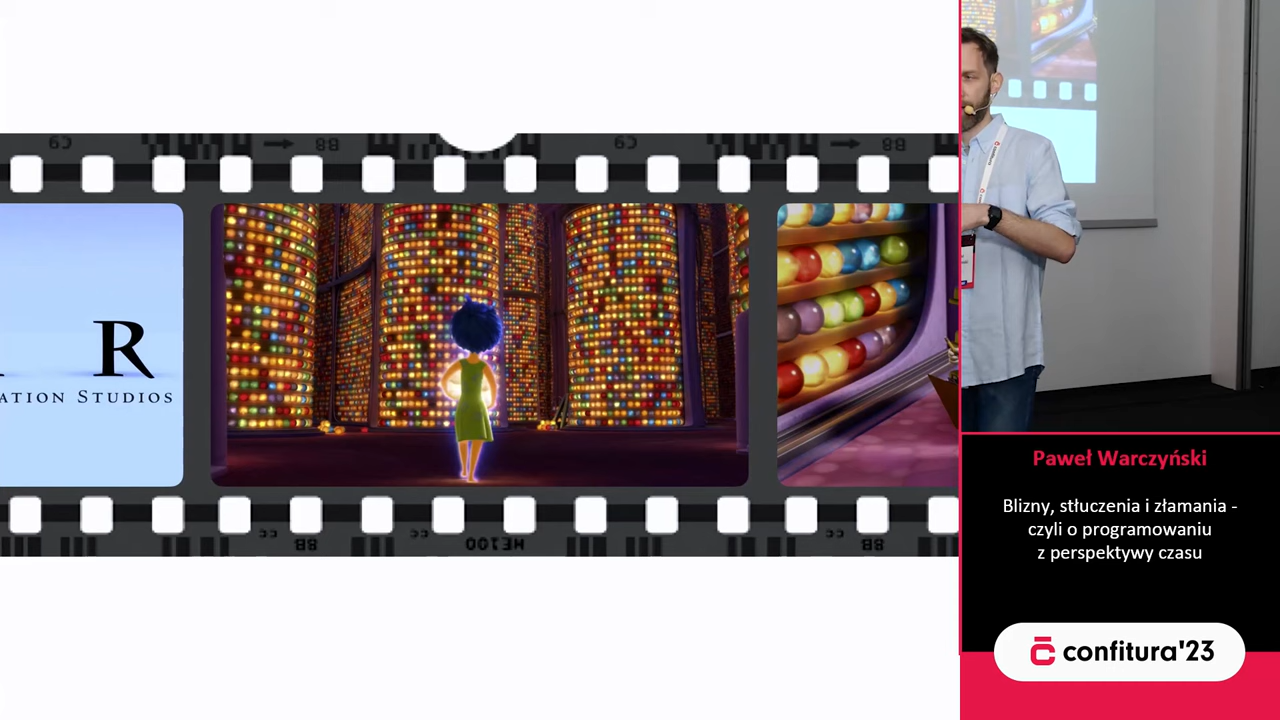 R
ATION STUDIOS
Paweł Warczyński
Blizny, stłuczenia i złamania -
czyli o programowaniu
z perspektywy czasu
confitura'23